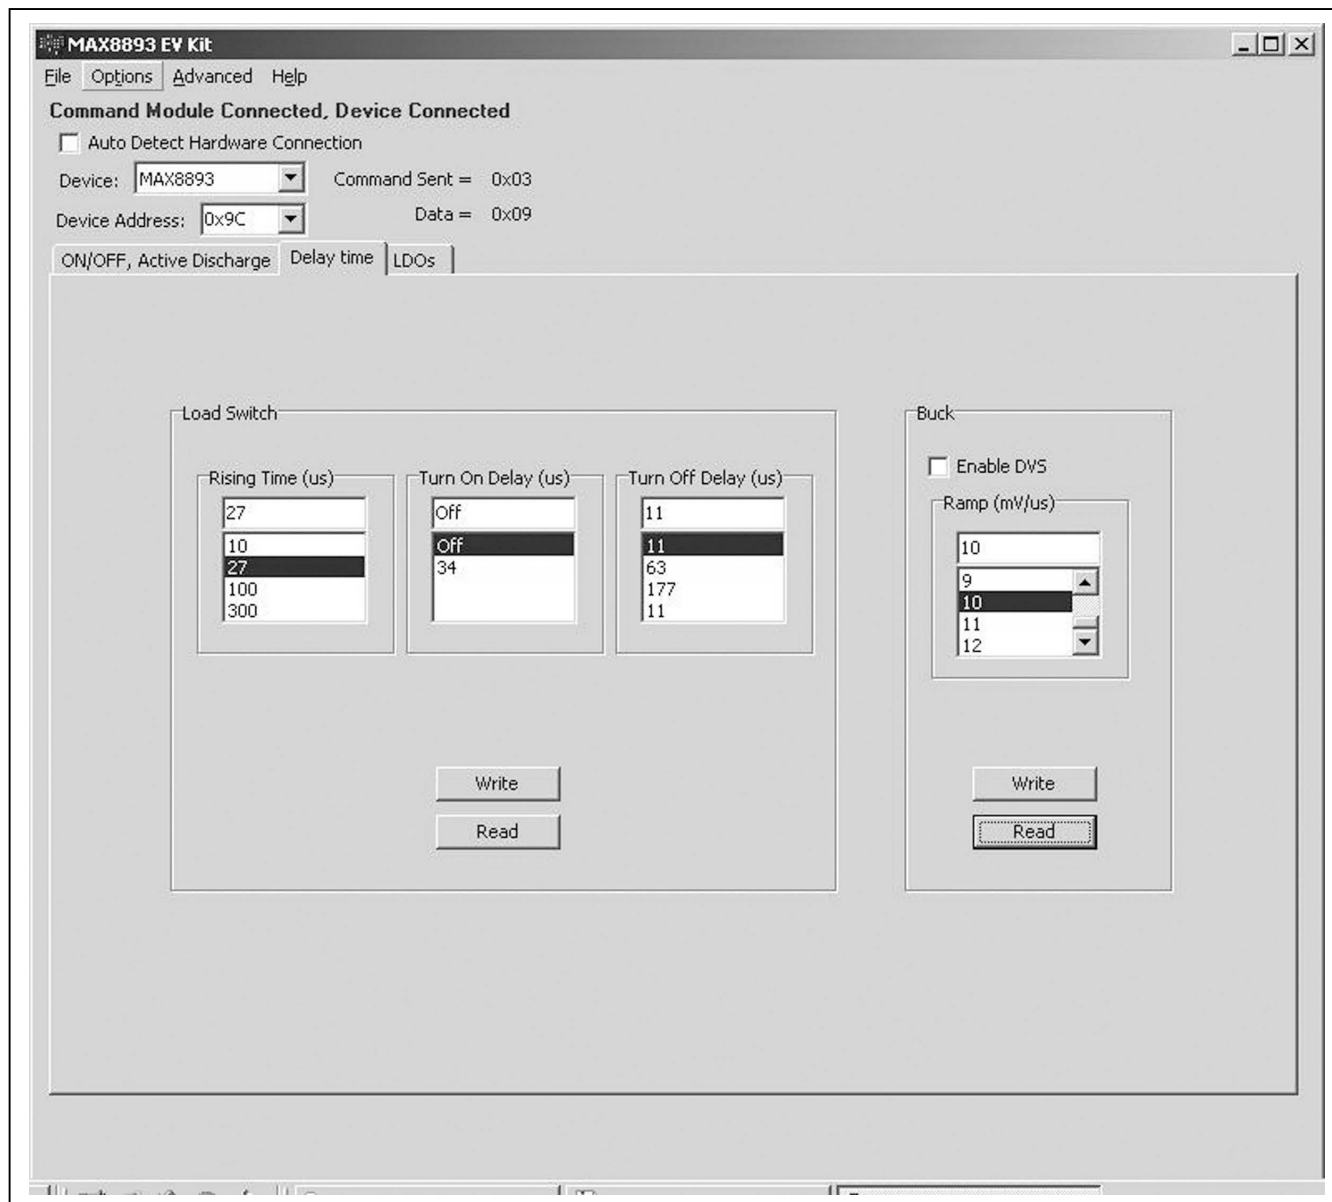 MAX8893 EV Kit
File Options Advanced Help
Command Module Connected, Device Connected
Auto Detect Hardware Connection
Device: MAX8893 Command Sent = 0x03
Device Address: 0x9C Data = 0x09
ON/OFF, Active Discharge Delay time LDOs
Load Switch
Rising Time (us)
27
10
27
100
300
Turn On Delay (us)
Off
Off
34
Turn Off Delay (us)
11
11
63
177
11
Write
Read
Buck
Enable DVS
Ramp (mV/us)
10
9
10
11
12
Write
Read